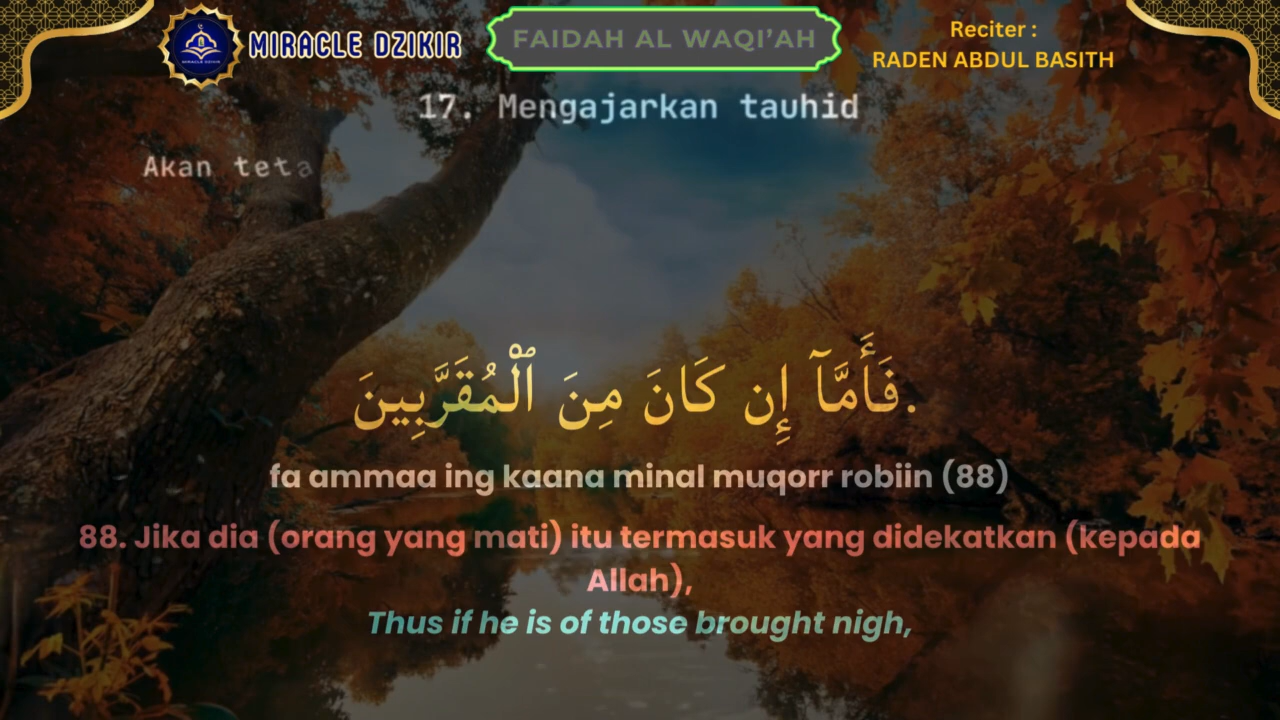 MIRACLE DZIKIR
FAIDAH AL WAQI’AH
Reciter :
RADEN ABDUL BASITH
17. Mengajarkan tauhid
Akan teta
فَأَمَّآ إِن كَانَ مِنَ ٱلْمُقَرَّبِينَ.
fa ammaa ing kaana minal muqorr robiin (88)
88. Jika dia (orang yang mati) itu termasuk yang didekatkan (kepada
Allah),
Thus if he is of those brought nigh,